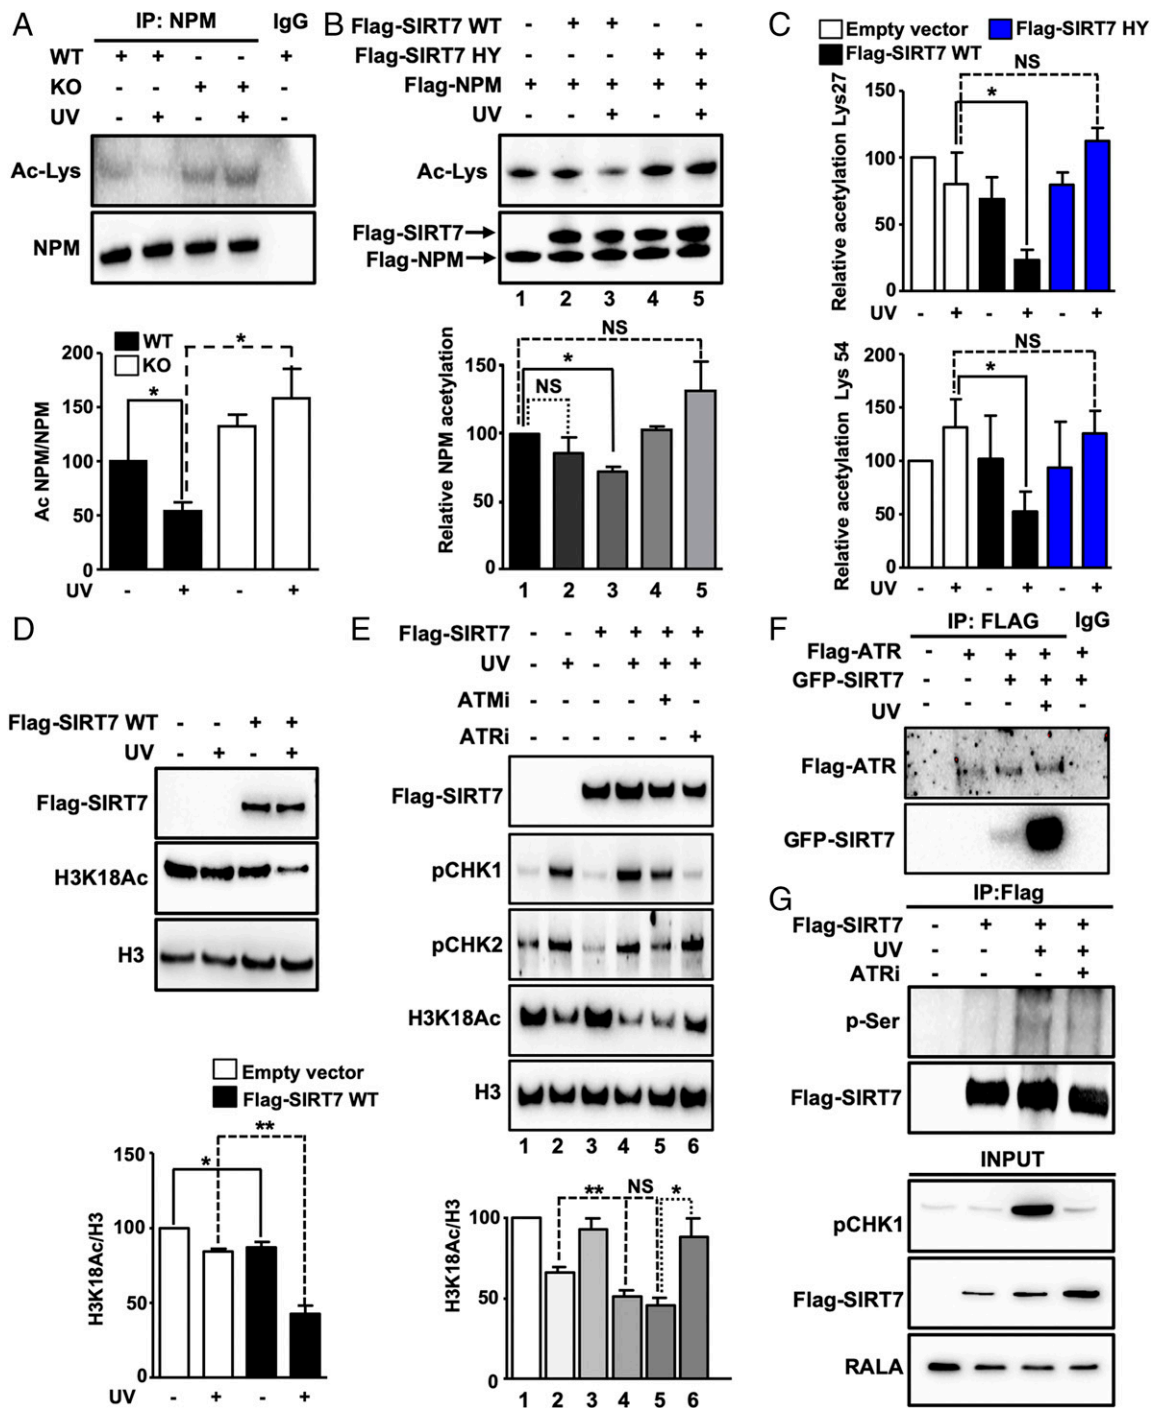 A
IP: NPM IgG
WT + + - - +
KO - - + + -
UV - + - + -
Ac-Lys
NPM
WT
KO
Ac NPM/NPM
200
150
100
50
0
* *
UV - + - +
B
Flag-SIRT7 WT - + + - -
Flag-SIRT7 HY - - - + +
Flag-NPM + + + + +
UV - - + - +
Ac-Lys
Flag-SIRT7
Flag-NPM
1 2 3 4 5
Relative NPM acetylation
150
100
50
0
NS
*
NS
1 2 3 4 5
C
Empty vector Flag-SIRT7 HY
Flag-SIRT7 WT
Relative acetylation Lys27
150
100
50
0
NS
*
UV - + - + - +
Relative acetylation Lys 54
200
150
100
50
0
NS
*
UV - + - + - +
D
Flag-SIRT7 WT - - + +
UV - + - +
Flag-SIRT7
H3K18Ac
H3
Empty vector
Flag-SIRT7 WT
H3K18Ac/H3
150
100
50
0
**
*
UV - + - +
E
Flag-SIRT7 - - + + + +
UV - + - + + +
ATMi - - - - + -
ATRi - - - - - +
Flag-SIRT7
pCHK1
pCHK2
H3K18Ac
H3
1 2 3 4 5 6
H3K18Ac/H3
100
50
0
** NS *
1 2 3 4 5 6
F
IP: FLAG IgG
Flag-ATR - + + + +
GFP-SIRT7 - - + + +
UV - - - + -
Flag-ATR
GFP-SIRT7
G
IP:Flag
Flag-SIRT7 - + + +
UV - - + +
ATRi - - - +
p-Ser
Flag-SIRT7
INPUT
pCHK1
Flag-SIRT7
RALA